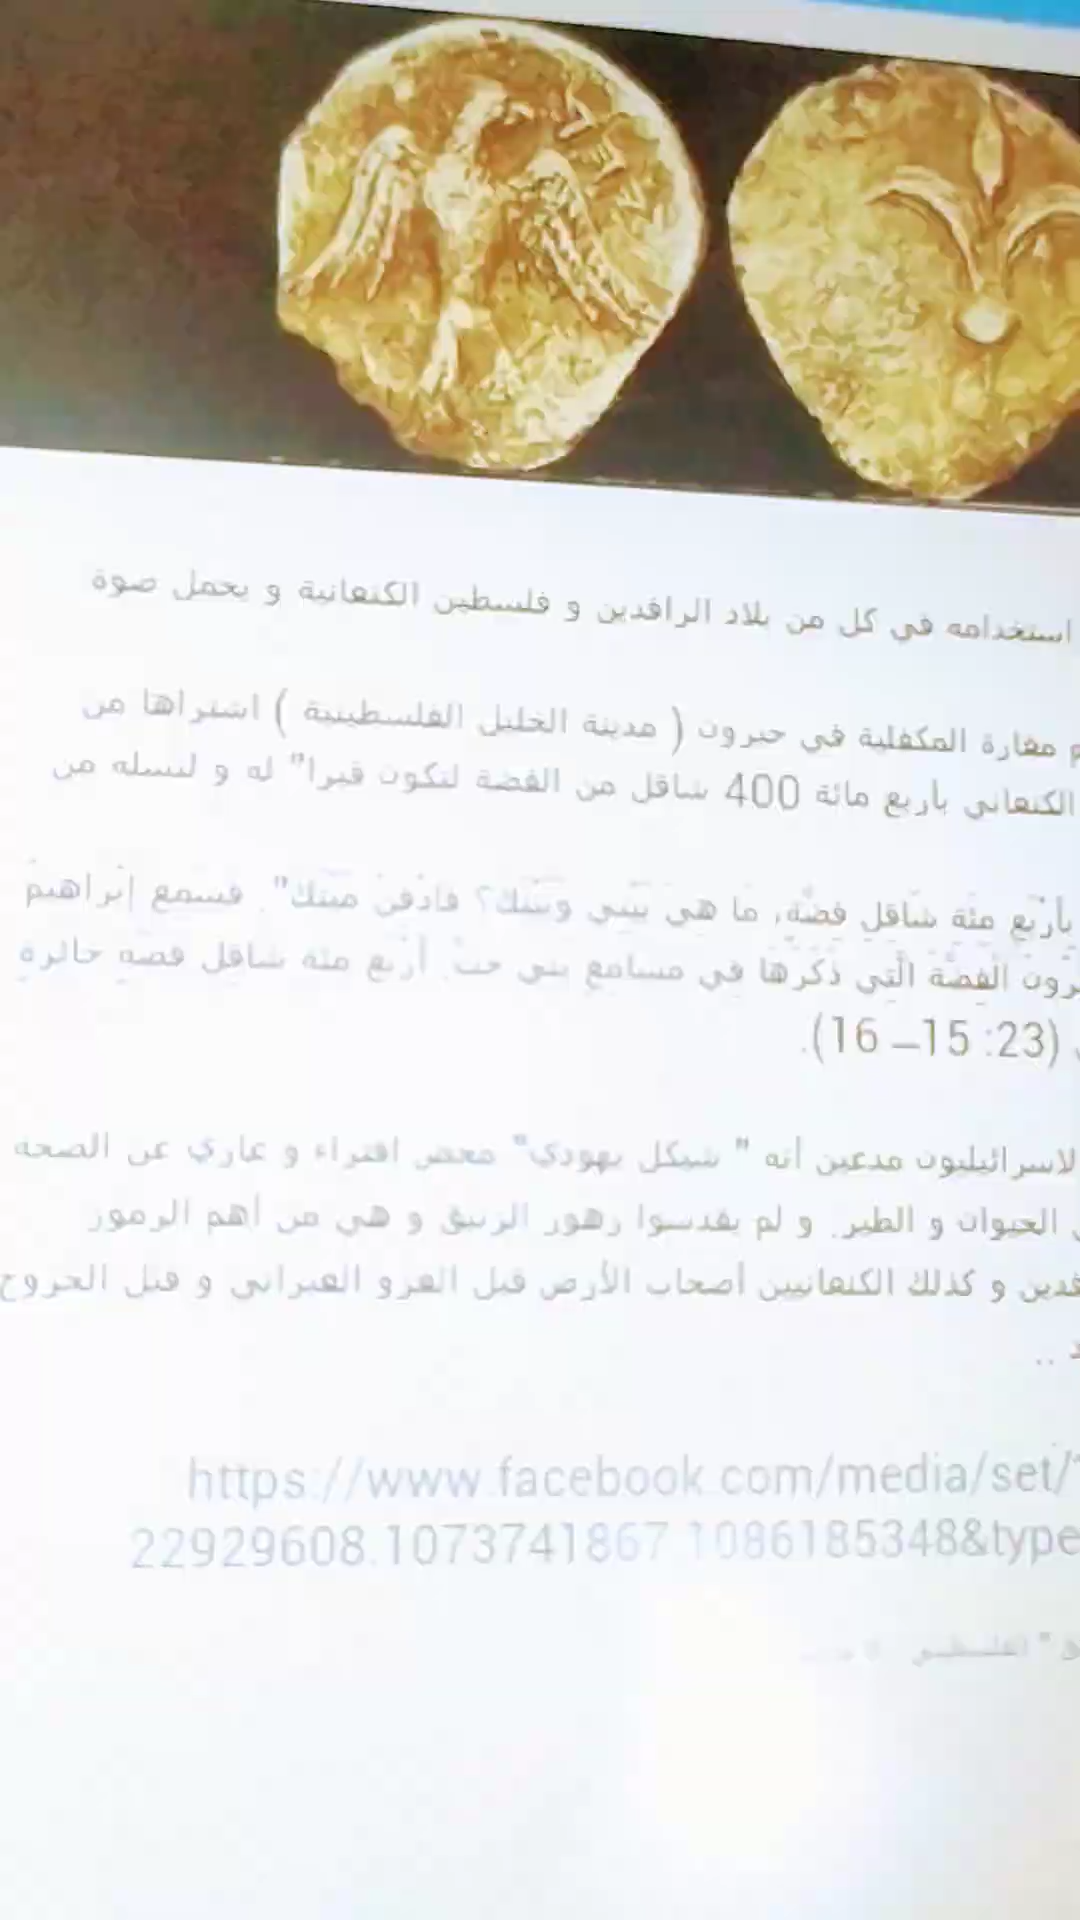 استخدامه في كل من بلاد الرافدين و فلسطين الكنعانية و يحمل صوة
م مغارة المكفلية في حبرون ( مدينة الخليل الفلسطينية ) اشتراها من
الكنعاني بأربع مائة 400 شاقل من الفضة لتكون قبرا" له و لنسله من
بأربع مئة شاقل فضة، ما هي بيني وبينك؟ فادفن ميتك". فسمع إبراهيم
رون الفضة التي ذكرها في مسامع بني حث. أربع مئة شاقل فضة جائزة
(23: 15– 16).
لاسرائيليون مدعين أنه " شيكل يهودي" محض افتراء و عاري عن الصحة
الحيوان و الطير. و لم يقدسوا زهور الزنبق و هي من أهم الرموز
فدين و كذلك الكنعانيين أصحاب الأرض قبل الغزو العبراني و قبل الخروج
..
https://www.facebook.com/media/set/
22929608.1073741867.1086185348&type